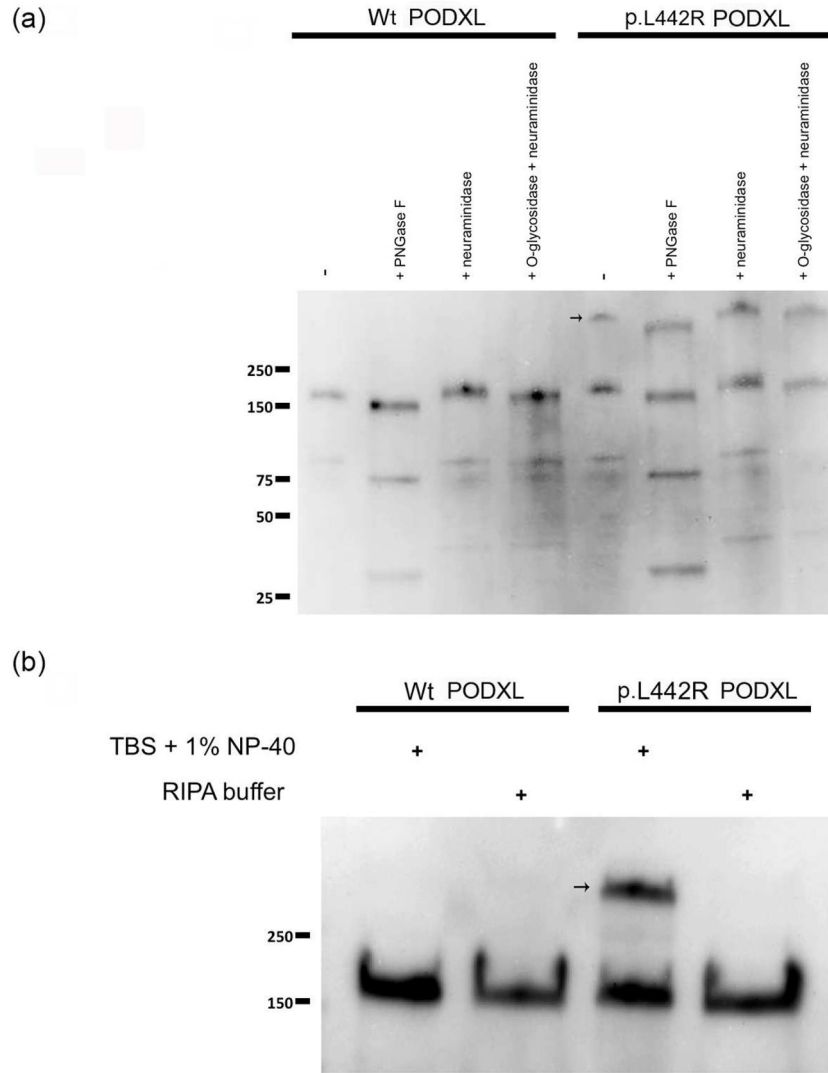 (a)
Wt PODXL p.L442R PODXL
- + PNGase F + neuraminidase + O-glycosidase + neuraminidase - + PNGase F + neuraminidase + O-glycosidase + neuraminidase
→
250
150
75
50
25
(b)
Wt PODXL p.L442R PODXL
TBS + 1% NP-40 + +
RIPA buffer + +
→
250
150